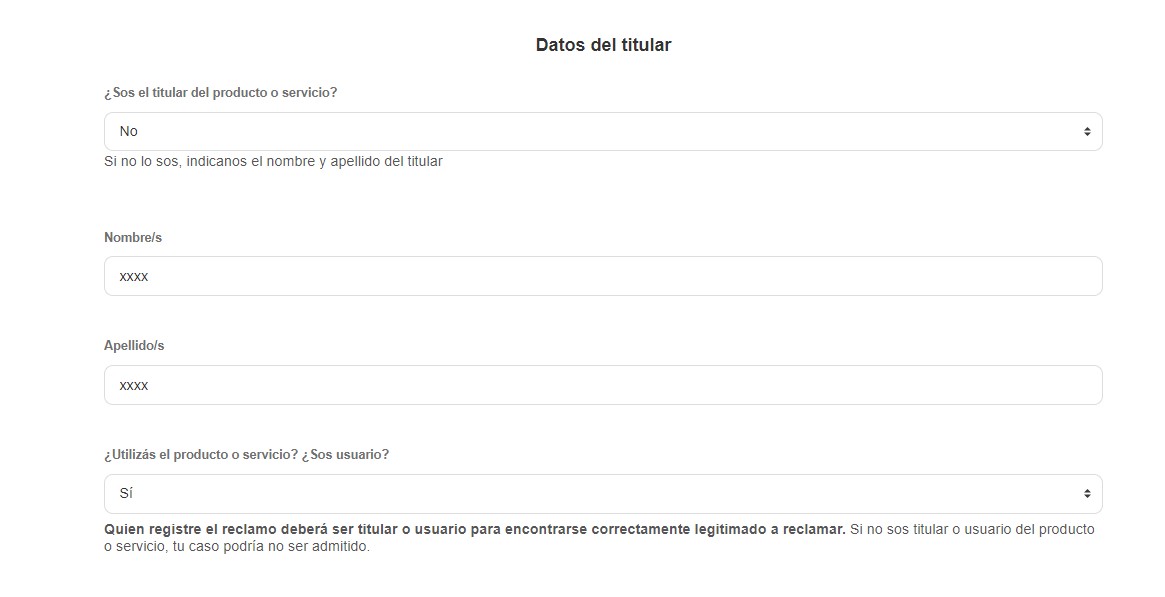 Datos del titular
¿Sos el titular del producto o servicio?
No
Si no lo sos, indicanos el nombre y apellido del titular
Nombre/s
xxxx
Apellido/s
xxxx
¿Utilizás el producto o servicio? ¿Sos usuario?
Sí
Quien registre el reclamo deberá ser titular o usuario para encontrarse correctamente legitimado a reclamar. Si no sos titular o usuario del producto
o servicio, tu caso podría no ser admitido.